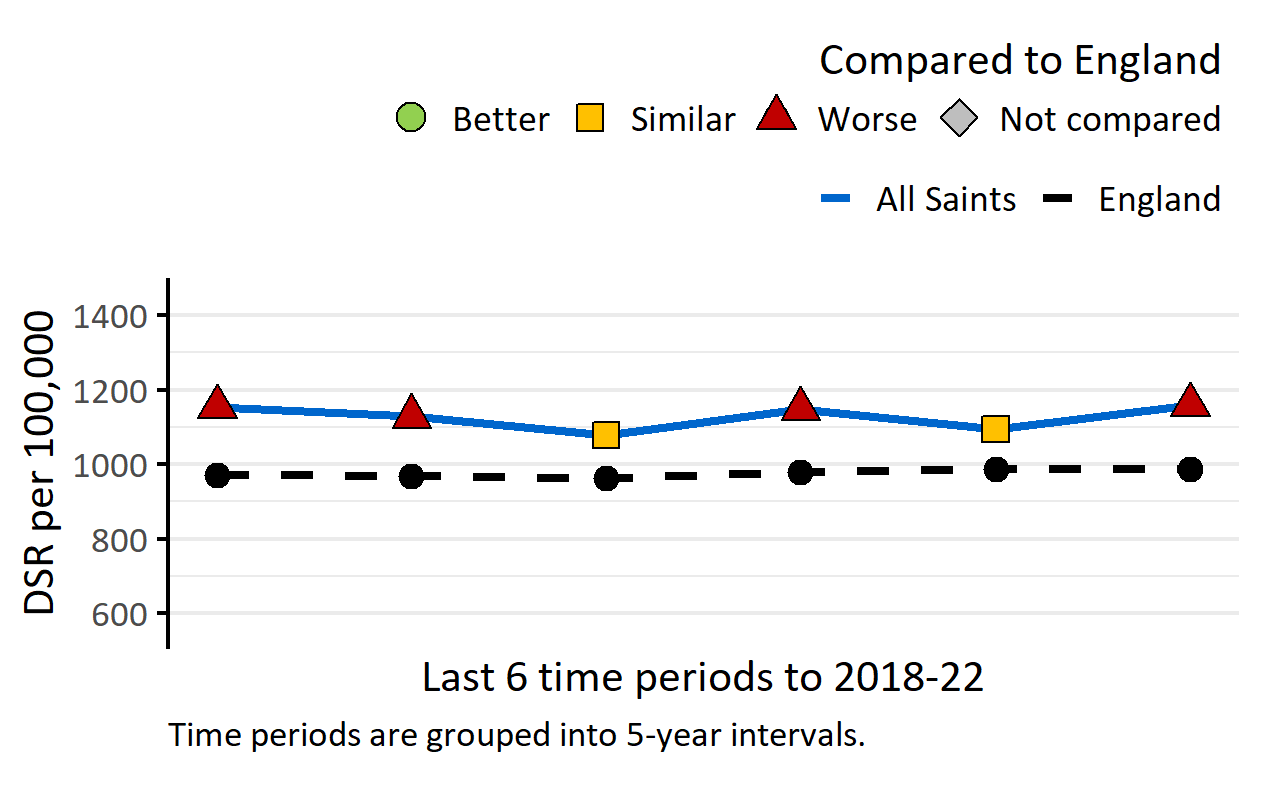 Compared to England
Better Similar Worse Not compared
All Saints England
DSR per 100,000
1400
1200
1000
800
600
Last 6 time periods to 2018-22
Time periods are grouped into 5-year intervals.